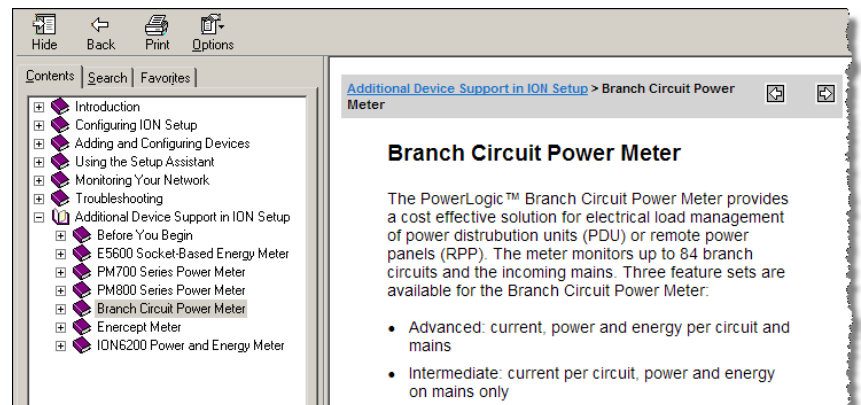 Hide Back Print Options
Contents Search Favorites
Introduction
Configuring ION Setup
Adding and Configuring Devices
Using the Setup Assistant
Monitoring Your Network
Troubleshooting
Additional Device Support in ION Setup
Before You Begin
E5600 Socket-Based Energy Meter
PM700 Series Power Meter
PM800 Series Power Meter
Branch Circuit Power Meter
Enercept Meter
ION6200 Power and Energy Meter
Additional Device Support in ION Setup > Branch Circuit Power
Meter
Branch Circuit Power Meter
The PowerLogic™ Branch Circuit Power Meter provides
a cost effective solution for electrical load management
of power distrubution units (PDU) or remote power
panels (RPP). The meter monitors up to 84 branch
circuits and the incoming mains. Three feature sets are
available for the Branch Circuit Power Meter:
• Advanced: current, power and energy per circuit and
mains
• Intermediate: current per circuit, power and energy
on mains only